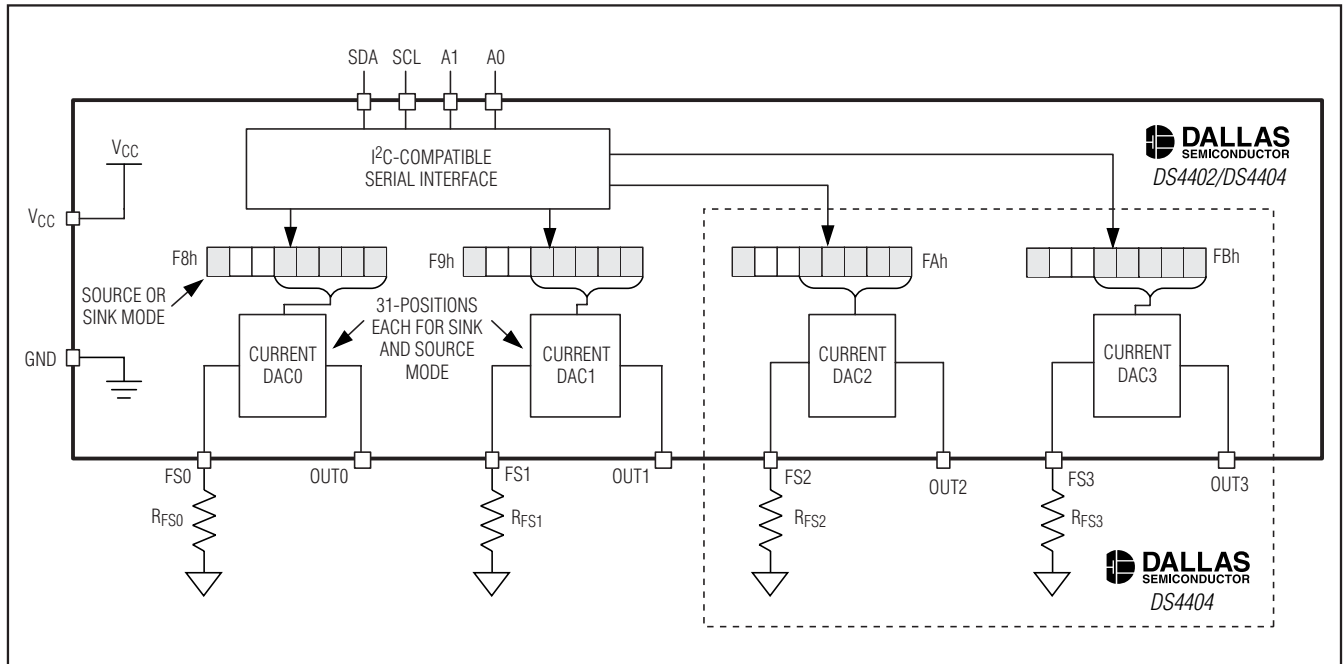 SDA SCL A1 A0
DALLAS
SEMICONDUCTOR
DS4402/DS4404
VCC
I2C-COMPATIBLE
SERIAL INTERFACE
VCC
F8h
F9h
FAh
FBh
SOURCE OR
SINK MODE
31-POSITIONS
EACH FOR SINK
AND SOURCE
MODE
GND
CURRENT
DAC0
CURRENT
DAC1
CURRENT
DAC2
CURRENT
DAC3
FS0
OUT0
FS1
OUT1
FS2
OUT2
FS3
OUT3
RFS0
RFS1
RFS2
RFS3
DALLAS
SEMICONDUCTOR
DS4404